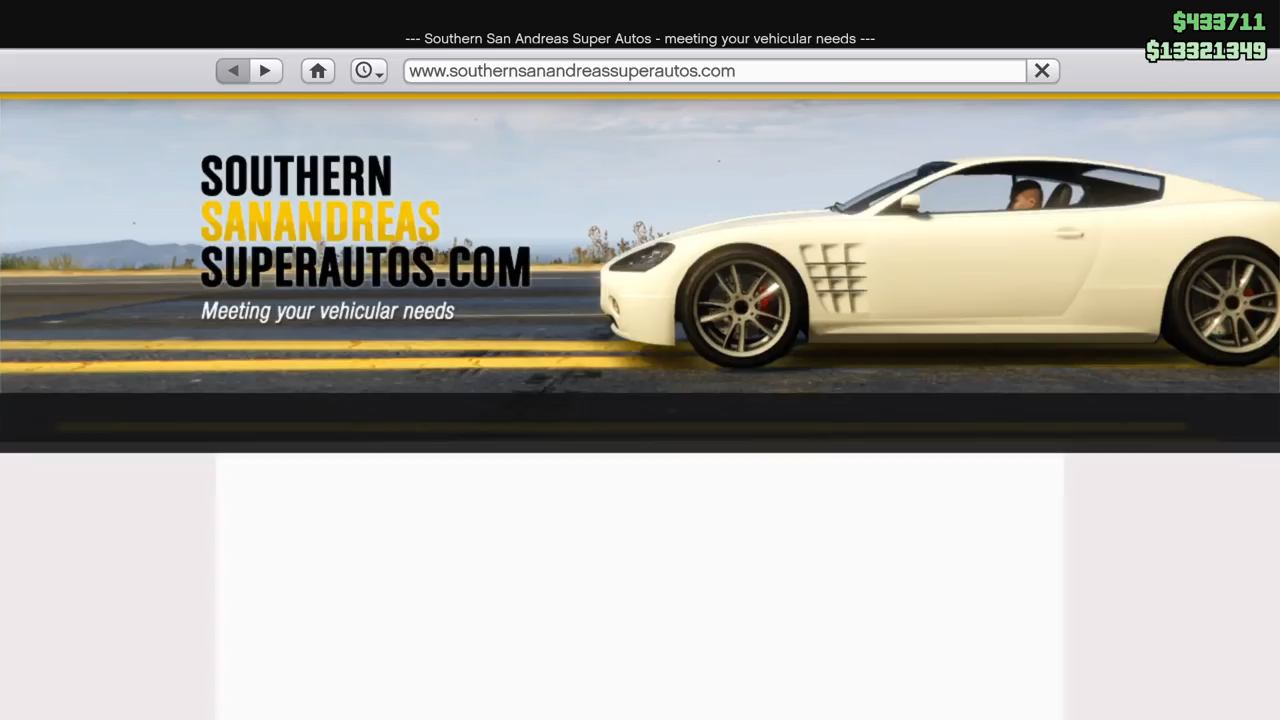 $433711
--- Southern San Andreas Super Autos - meeting your vehicular needs ---
$13321349
www.southernsanandreassuperautos.com
SOUTHERN
SANANDREAS
SUPERAUTOS.COM
Meeting your vehicular needs